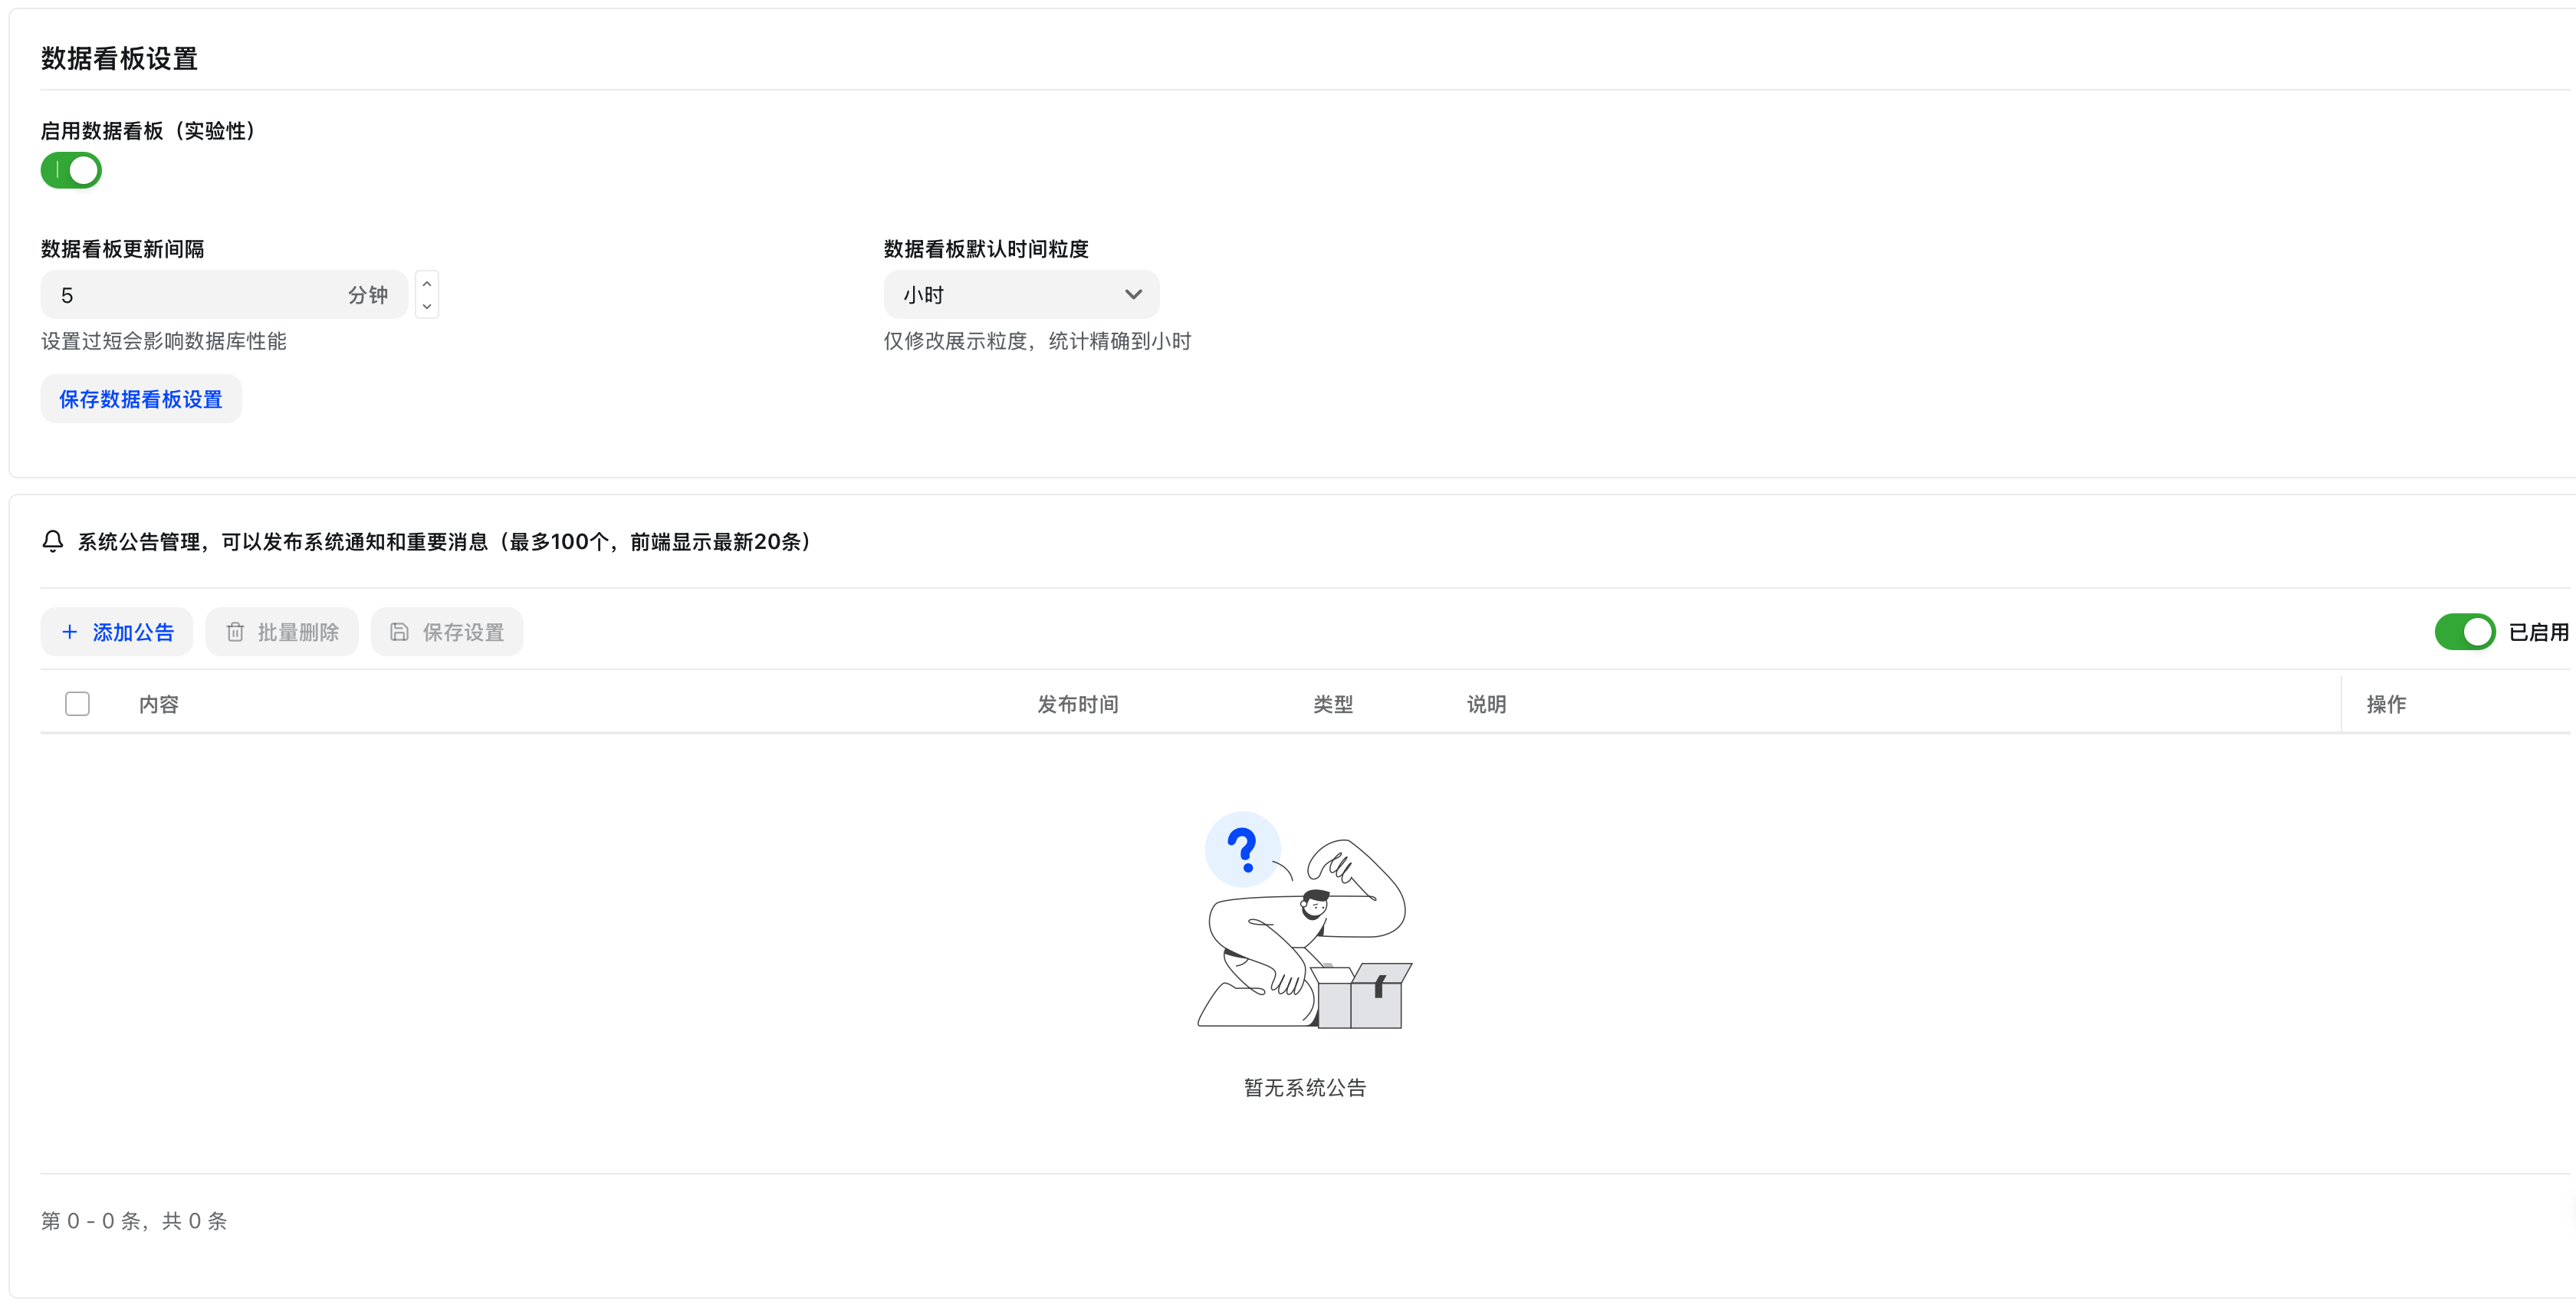 数据看板设置
启用数据看板（实验性）
数据看板更新间隔
数据看板默认时间粒度
5 分钟
小时
设置过短会影响数据库性能
仅修改展示粒度，统计精确到小时
保存数据看板设置
系统公告管理，可以发布系统通知和重要消息（最多100个，前端显示最新20条）
添加公告 批量删除 保存设置 已启用
内容 发布时间 类型 说明 操作
?
暂无系统公告
第 0 - 0 条，共 0 条